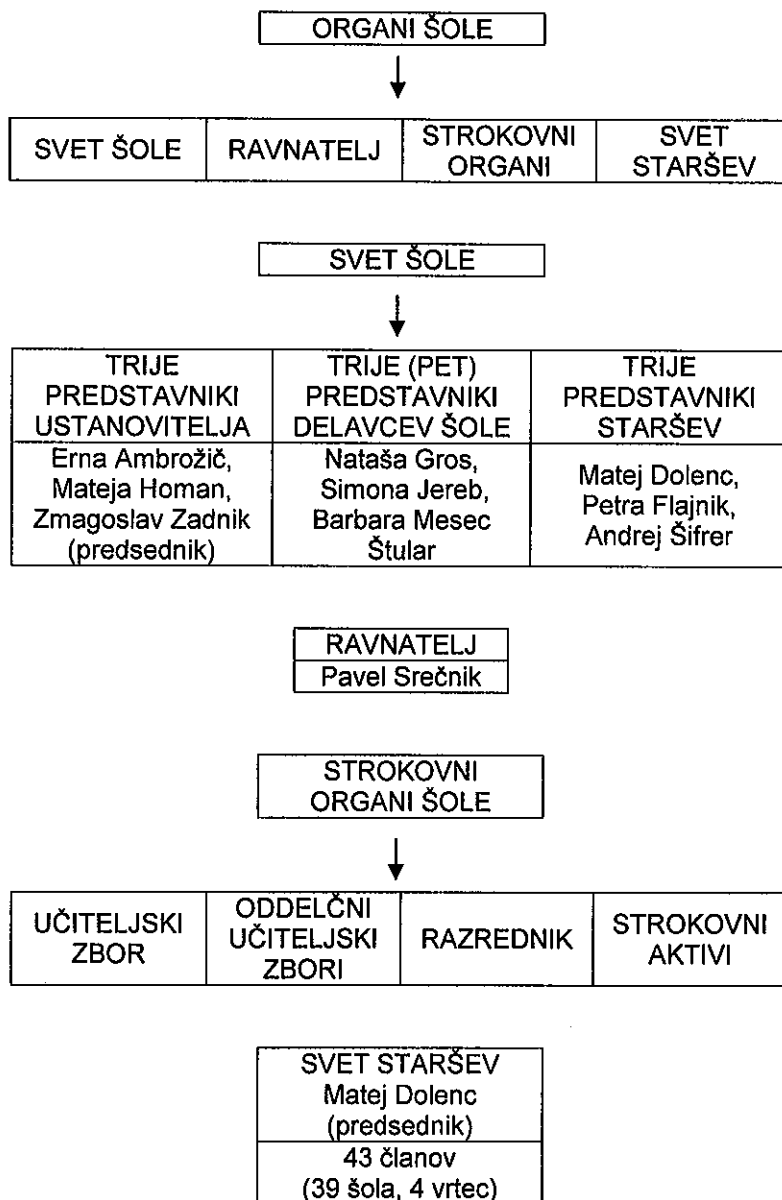 ORGANI ŠOLE
SVET ŠOLE
RAVNATELJ
STROKOVNI
ORGANI
SVET
STARŠEV
SVET ŠOLE
TRIJE
PREDSTAVNIKI
USTANOVITELJA
TRIJE (PET)
PREDSTAVNIKI
DELAVCEV ŠOLE
TRIJE
PREDSTAVNIKI
STARŠEV
Erna Ambrožič,
Mateja Homan,
Zmagoslav Zadnik
(predsednik)
Nataša Gros,
Simona Jereb,
Barbara Mesec
Štular
Matej Dolenc,
Petra Flajnik,
Andrej Šifrer
RAVNATELJ
Pavel Srečnik
STROKOVNI
ORGANI ŠOLE
UČITELJSKI
ZBOR
ODDELČNI
UČITELJSKI
ZBORI
RAZREDNIK
STROKOVNI
AKTIVI
SVET STARŠEV
Matej Dolenc
(predsednik)
43 članov
(39 šola, 4 vrtec)